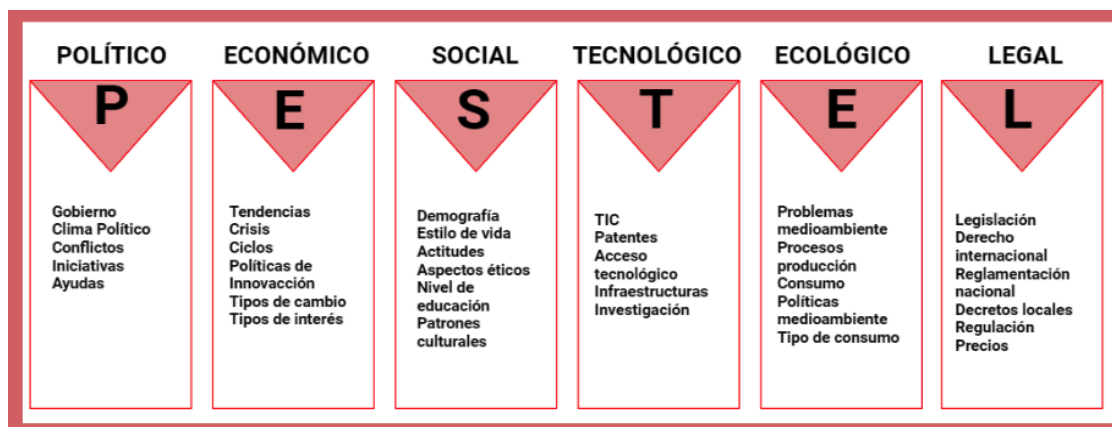 POLÍTICO
P
Gobierno
Clima Político
Conflictos
Iniciativas
Ayudas
ECONÓMICO
E
Tendencias
Crisis
Ciclos
Políticas de
Innovacción
Tipos de cambio
Tipos de interés
SOCIAL
S
Demografía
Estilo de vida
Actitudes
Aspectos éticos
Nivel de
educación
Patrones
culturales
TECNOLÓGICO
T
TIC
Patentes
Acceso
tecnológico
Infraestructuras
Investigación
ECOLÓGICO
E
Problemas
medioambiente
Procesos
producción
Consumo
Políticas
medioambiente
Tipo de consumo
LEGAL
L
Legislación
Derecho
internacional
Reglamentación
nacional
Decretos locales
Regulación
Precios